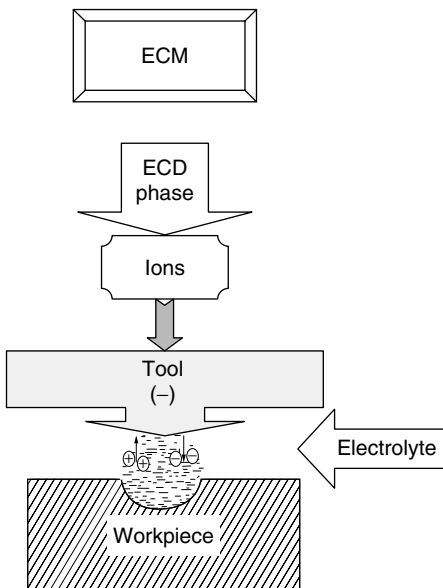 ECM
ECD
phase
Ions
Tool
(−)
+
+
−
−
Electrolyte
Workpiece